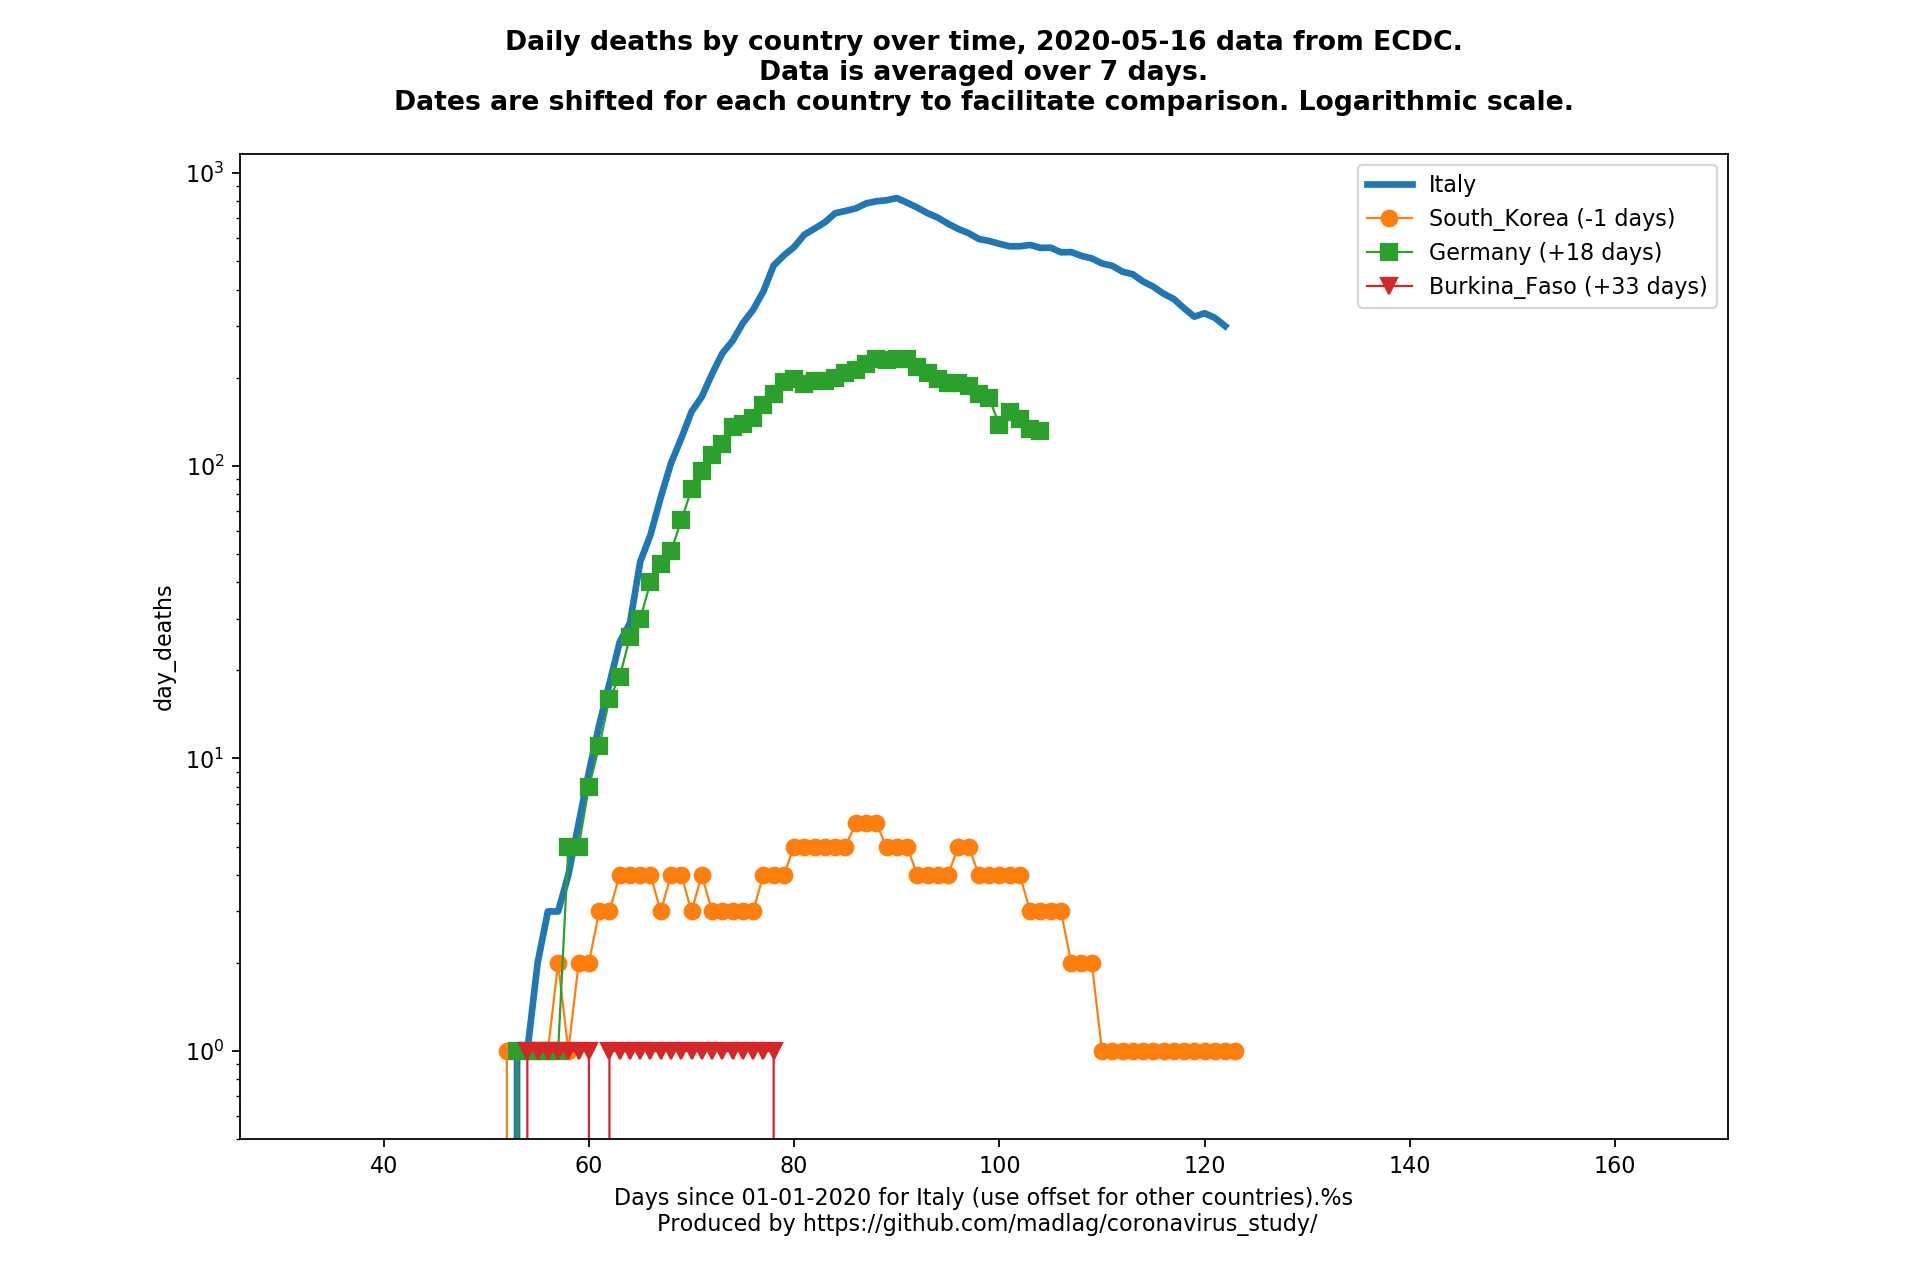 Daily deaths by country over time, 2020-05-16 data from ECDC.
Data is averaged over 7 days.
Dates are shifted for each country to facilitate comparison. Logarithmic scale.
10³
10²
10¹
10⁰
day_deaths
Italy
South_Korea (-1 days)
Germany (+18 days)
Burkina_Faso (+33 days)
40 60 80 100 120 140 160
Days since 01-01-2020 for Italy (use offset for other countries).%s
Produced by https://github.com/madlag/coronavirus_study/